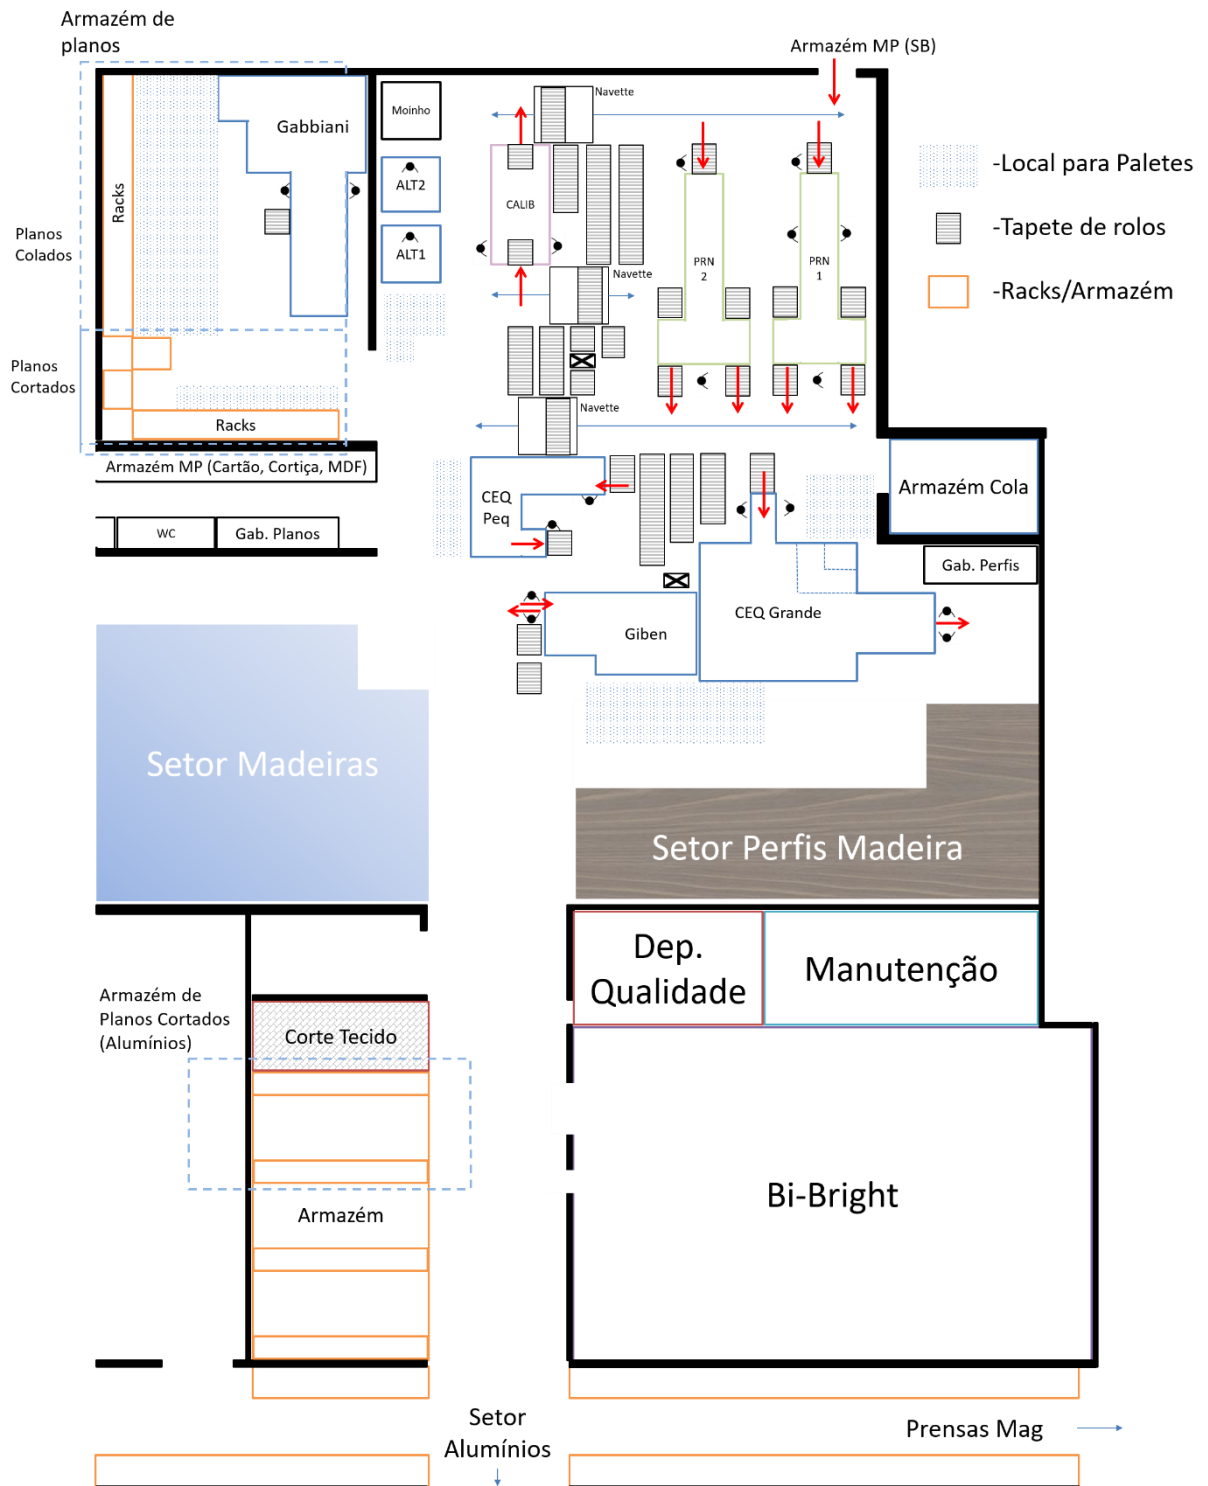 Armazém de
planos
Armazém MP (SB)
Navette
Moinho
Gabbiani
-Local para Paletes
ALT2
Racks
CALIB
-Tapete de rolos
Planos
Colados
ALT1
PRN
2
PRN
1
Navette
-Racks/Armazém
Planos
Cortados
Navette
Racks
Armazém MP (Cartão, Cortiça, MDF)
CEQ
Peq
Armazém Cola
WC
Gab. Planos
Gab. Perfis
CEQ Grande
Giben
Setor Madeiras
Setor Perfis Madeira
Dep.
Qualidade
Manutenção
Armazém de
Planos Cortados
(Alumínios)
Corte Tecido
Bi-Bright
Armazém
Setor
Alumínios
Prensas Mag